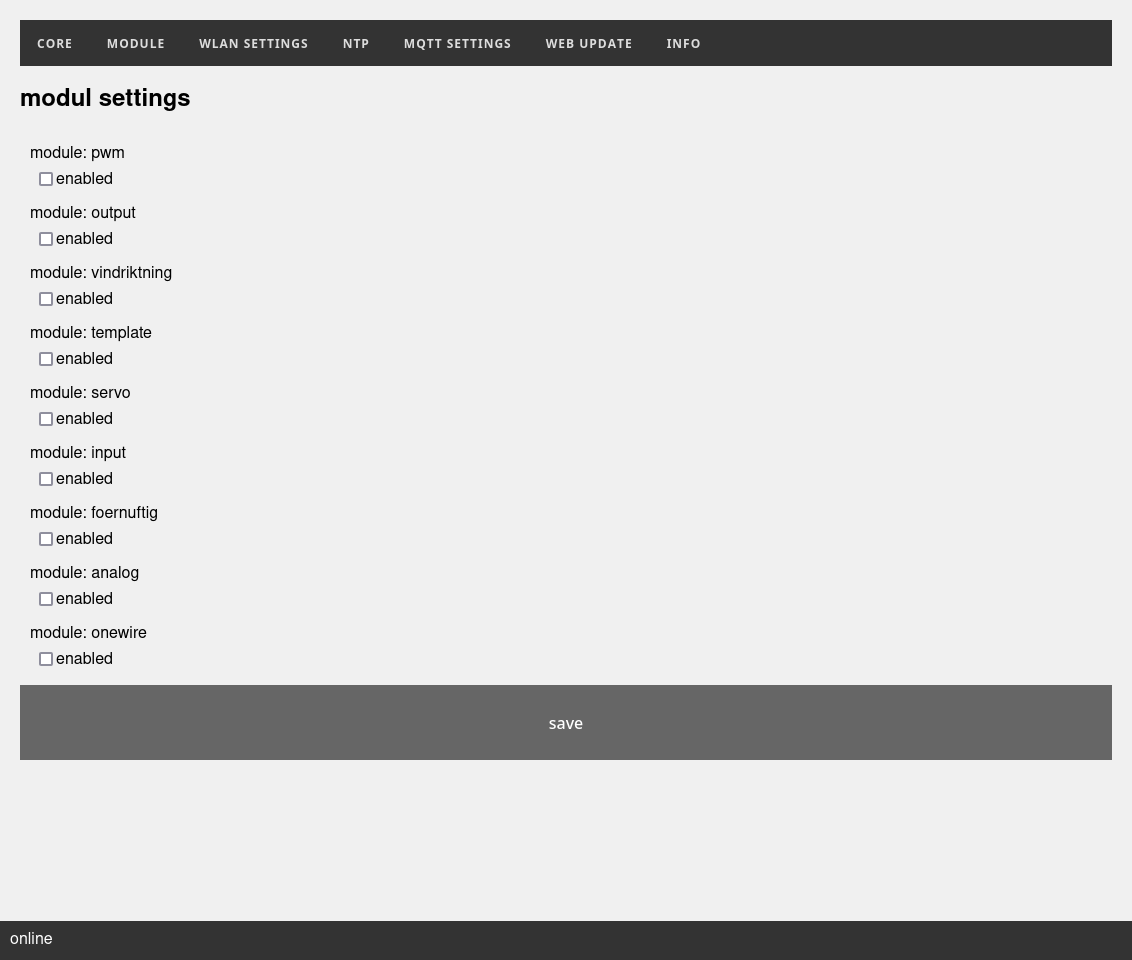 CORE MODULE WLAN SETTINGS NTP MQTT SETTINGS WEB UPDATE INFO
modul settings
module: pwm
enabled
module: output
enabled
module: vindriktning
enabled
module: template
enabled
module: servo
enabled
module: input
enabled
module: foernuftig
enabled
module: analog
enabled
module: onewire
enabled
save
online